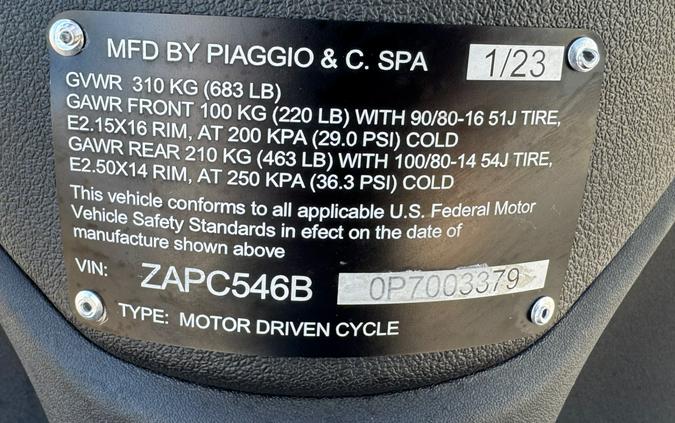 MFD BY PIAGGIO & C. SPA 1/23
GVWR 310 KG (683 LB)
GAWR FRONT 100 KG (220 LB) WITH 90/80-16 51J TIRE,
E2.15X16 RIM, AT 200 KPA (29.0 PSI) COLD
GAWR REAR 210 KG (463 LB) WITH 100/80-14 54J TIRE,
E2.50X14 RIM, AT 250 KPA (36.3 PSI) COLD
This vehicle conforms to all applicable U.S. Federal Motor
Vehicle Safety Standards in efect on the date of
manufacture shown above
VIN: ZAPC546B 0P7003379
TYPE: MOTOR DRIVEN CYCLE